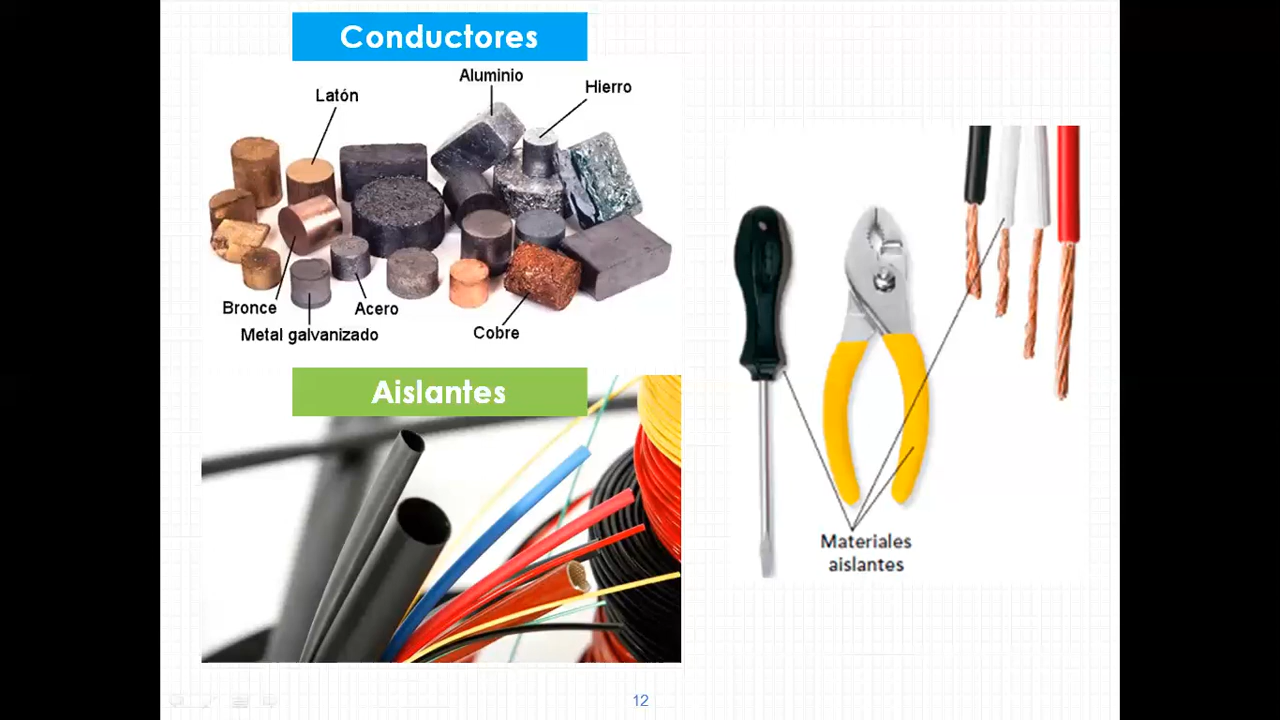 Conductores
Aluminio
Hierro
Latón
Bronce
Acero
Metal galvanizado
Cobre
Aislantes
Materiales
aislantes
12